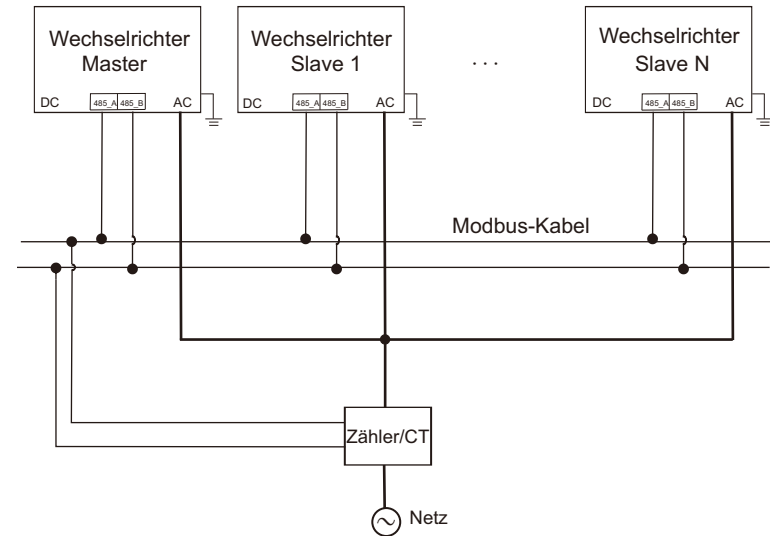 Wechselrichter
Master
DC
485_A
485_B
AC
Wechselrichter
Slave 1
DC
485_A
485_B
AC
. . .
Wechselrichter
Slave N
DC
485_A
485_B
AC
Modbus-Kabel
Zähler/CT
Netz